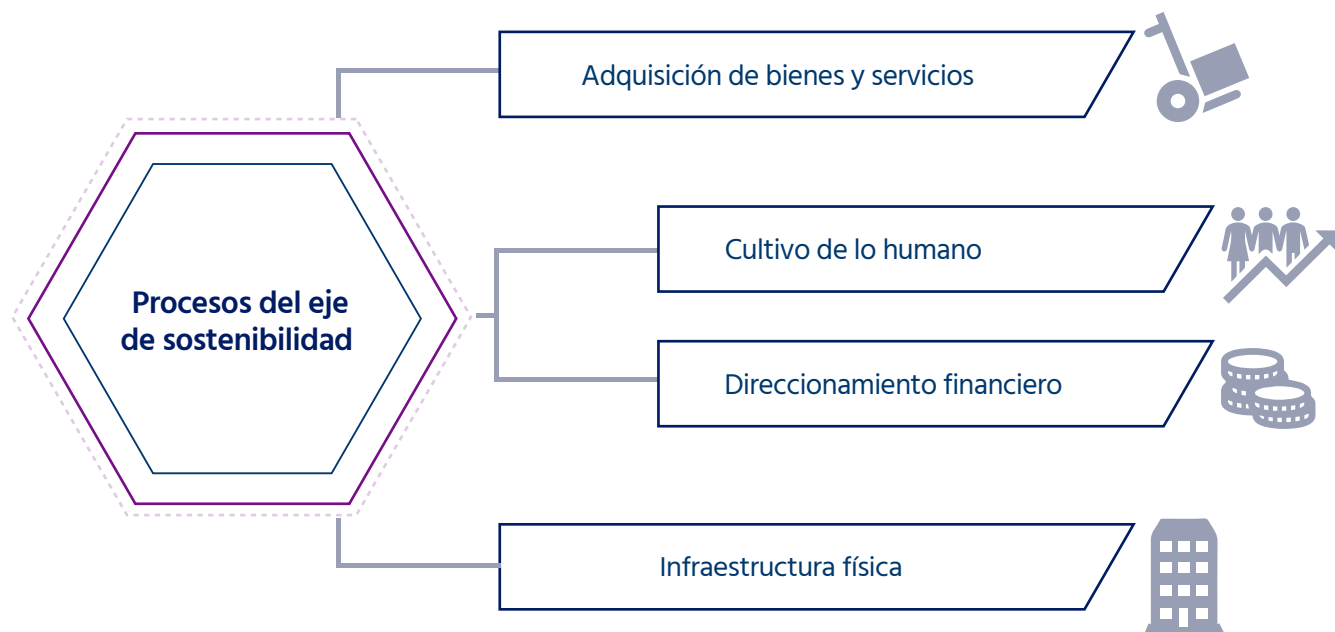 Adquisición de bienes y servicios
Cultivo de lo humano
Procesos del eje
de sostenibilidad
Direccionamiento financiero
Infraestructura física